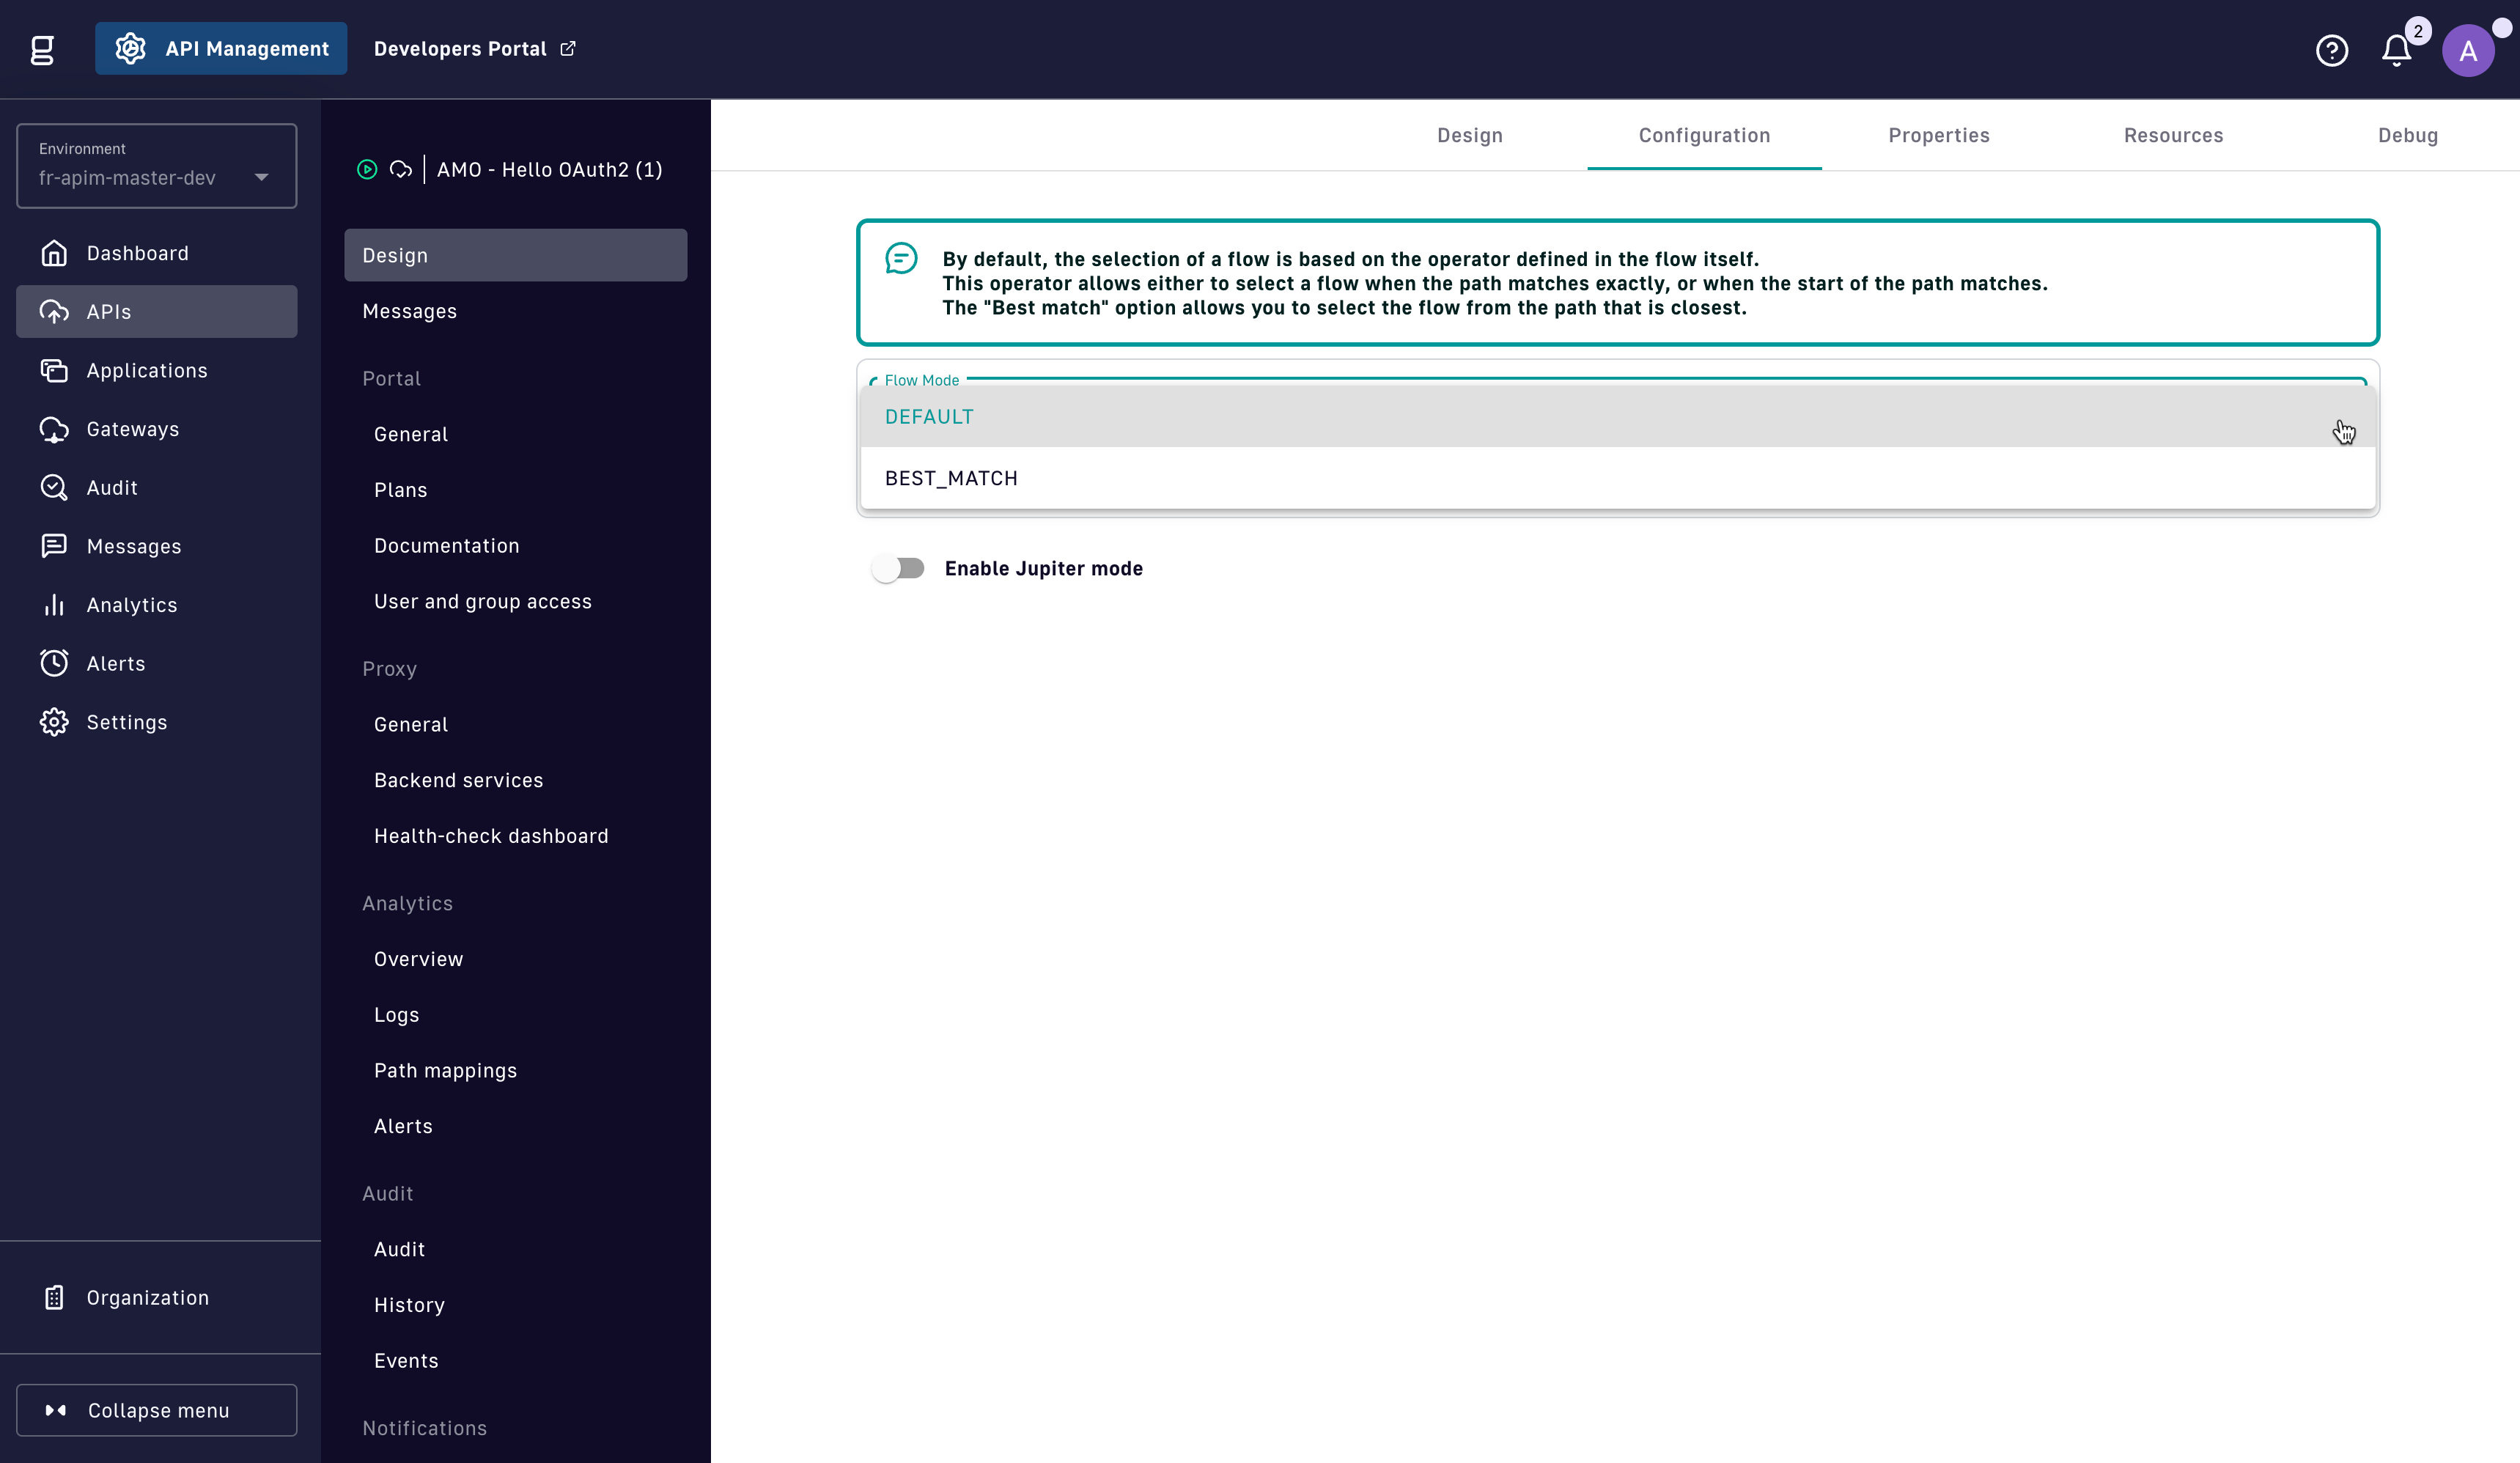 g
API Management
Developers Portal
2
A
Environment
fr-apim-master-dev
Dashboard
APIs
Applications
Gateways
Audit
Messages
Analytics
Alerts
Settings
Organization
Collapse menu
AMO - Hello OAuth2 (1)
Design
Messages
Portal
General
Plans
Documentation
User and group access
Proxy
General
Backend services
Health-check dashboard
Analytics
Overview
Logs
Path mappings
Alerts
Audit
Audit
History
Events
Notifications
Design
Configuration
Properties
Resources
Debug
By default, the selection of a flow is based on the operator defined in the flow itself.
This operator allows either to select a flow when the path matches exactly, or when the start of the path matches.
The "Best match" option allows you to select the flow from the path that is closest.
Flow Mode
DEFAULT
BEST_MATCH
Enable Jupiter mode